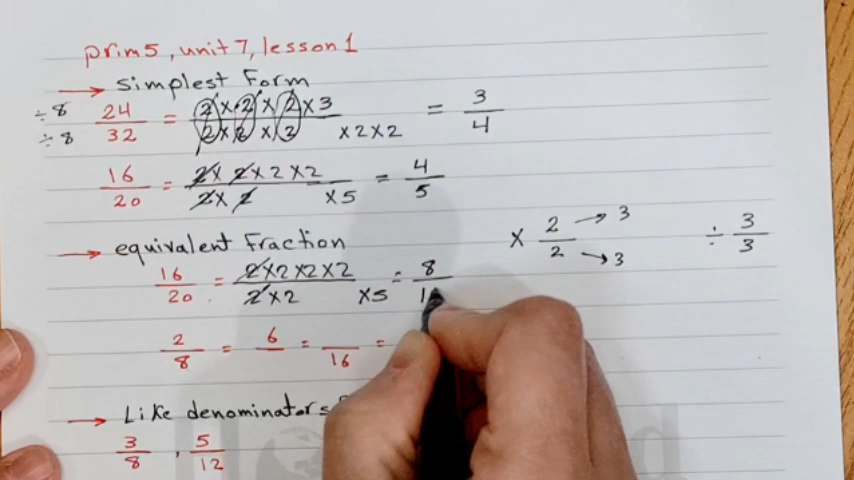 prim 5, unit 7, lesson 1
→ simplest Form
÷8 24/32 ÷8 = 2×2×2×3 / 2×2×2 ×2×2 = 3/4
16/20 = 2×2×2×2 / 2×2 ×5 = 4/5
→ equivalent Fraction
× 2/2 → 3 → 3 ÷ 3/3
16/20 = 2×2×2×2 / 2×2 ×5 = 8/1
2/8 = 6/ = /16 =
→ Like denominators
3/8 , 5/12